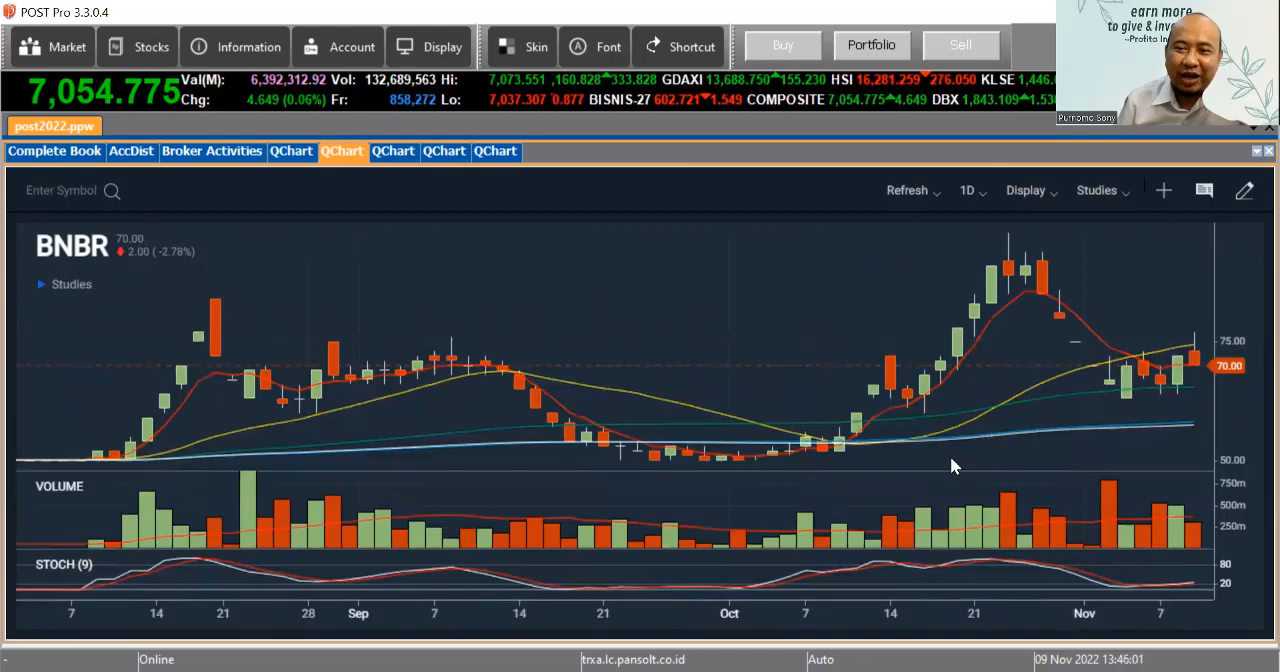 POST Pro 3.3.0.4
Market Stocks Information Account Display Skin Font Shortcut Buy Portfolio Sell
earn more
to give & inve
~Profita In
7,054.775 Val(M): 6,392,312.92 Vol: 132,689,563 Hi: 7,073.551 ,160.828 333.828 GDAXI 13,688.750 155.230 HSI 16,281.259 276.050 KLSE 1,446.0
Chg: 4.649 (0.06%) Fr: 858,272 Lo: 7,037.307 0.877 BISNIS-27 602.721 1.549 COMPOSITE 7,054.775 4.649 DBX 1,843.109 1.53
Purnomo Sony
post2022.ppw
Complete Book AccDist Broker Activities QChart QChart QChart QChart QChart
Enter Symbol Refresh 1D Display Studies
BNBR 70.00
2.00 ( -2.78%)
Studies
75.00
70.00
50.00
VOLUME
750m
500m
250m
STOCH (9)
80
20
7 14 21 28 Sep 7 14 21 Oct 7 14 21 Nov 7
- Online trxa.lc.pansolt.co.id Auto 09 Nov 2022 13:46:01